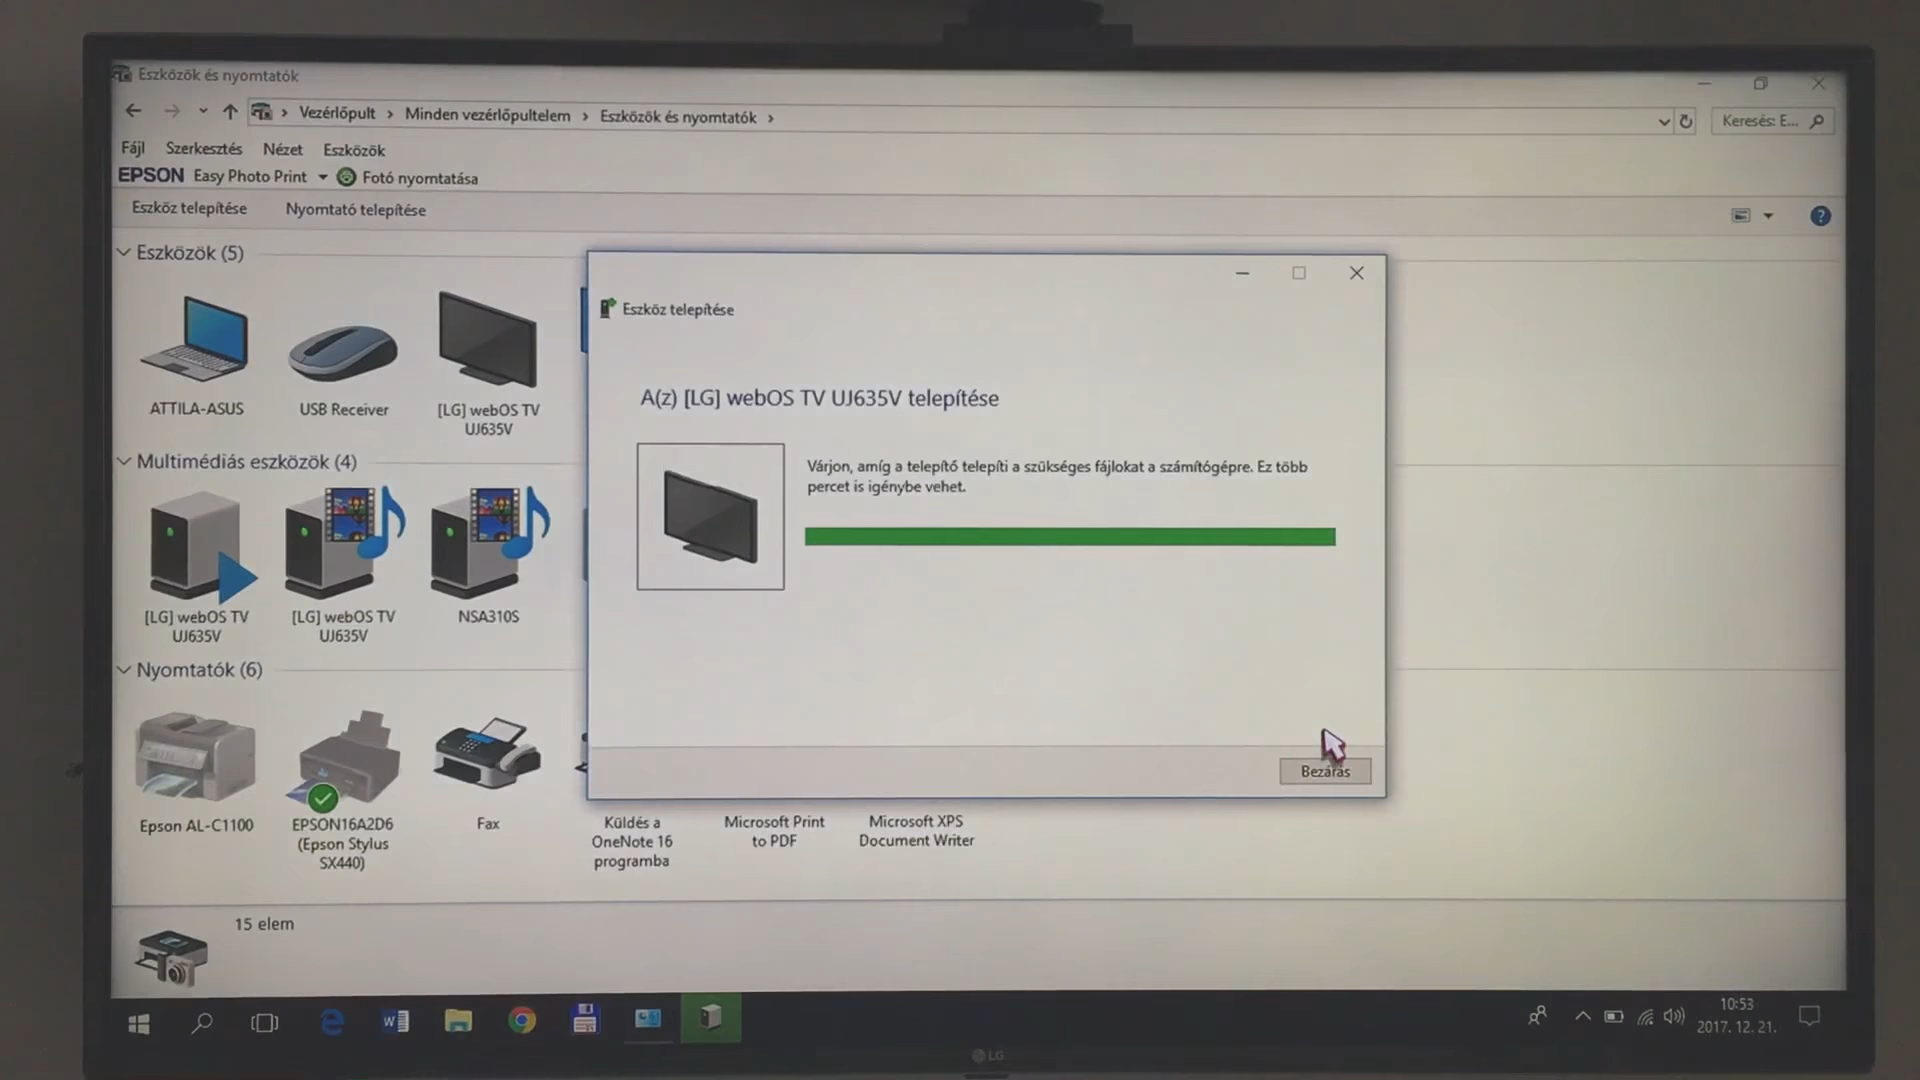 Eszközök és nyomtatók
Vezérlőpult
Minden vezérlőpultelem
Eszközök és nyomtatók
Keresés: E...
Fájl
Szerkesztés
Nézet
Eszközök
EPSON Easy Photo Print
Fotó nyomtatása
Eszköz telepítése
Nyomtató telepítése
Eszközök (5)
ATTILA-ASUS
USB Receiver
[LG] webOS TV
UJ635V
Multimédiás eszközök (4)
[LG] webOS TV
UJ635V
[LG] webOS TV
UJ635V
NSA310S
Nyomtatók (6)
Epson AL-C1100
EPSON16A2D6
(Epson Stylus
SX440)
Fax
Küldés a
OneNote 16
programba
Microsoft Print
to PDF
Microsoft XPS
Document Writer
Eszköz telepítése
A(z) [LG] webOS TV UJ635V telepítése
Várjon, amíg a telepítő telepíti a szükséges fájlokat a számítógépre. Ez több
percet is igénybe vehet.
Bezárás
15 elem
10:53
2017. 12. 21.
LG